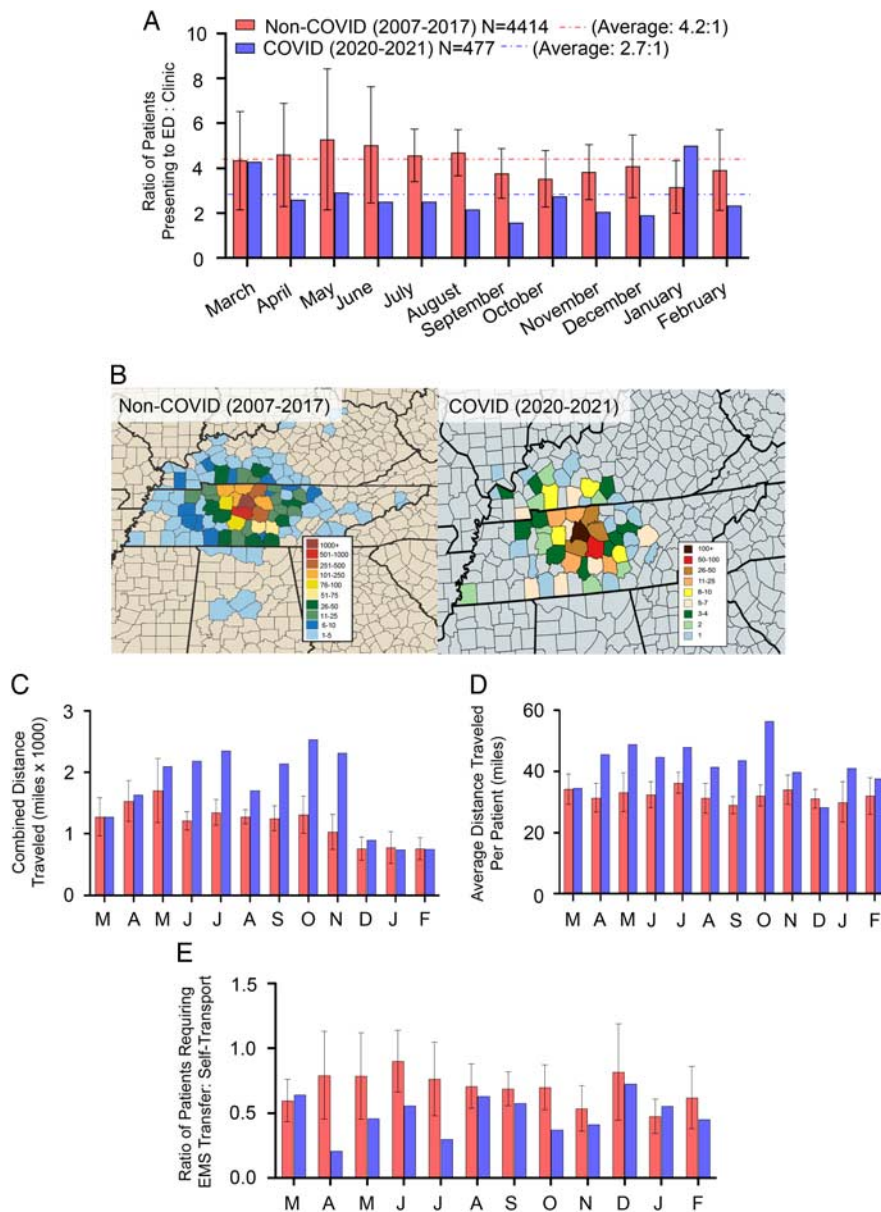 A
Non-COVID (2007-2017) N=4414 (Average: 4.2:1)
COVID (2020-2021) N=477 (Average: 2.7:1)
Ratio of Patients
Presenting to ED : Clinic
10
8
6
4
2
0
March April May June July August September October November December January February
B
Non-COVID (2007-2017)
1000+
501-1000
251-500
101-250
76-100
51-75
26-50
11-25
6-10
1-5
COVID (2020-2021)
100+
50-100
26-50
11-25
8-10
5-7
3-4
2
1
C
Combined Distance
Traveled (miles x 1000)
3
2
1
0
M A M J J A S O N D J F
D
Average Distance Traveled
Per Patient (miles)
60
40
20
0
M A M J J A S O N D J F
E
Ratio of Patients Requiring
EMS Transfer: Self-Transport
1.5
1.0
0.5
0.0
M A M J J A S O N D J F